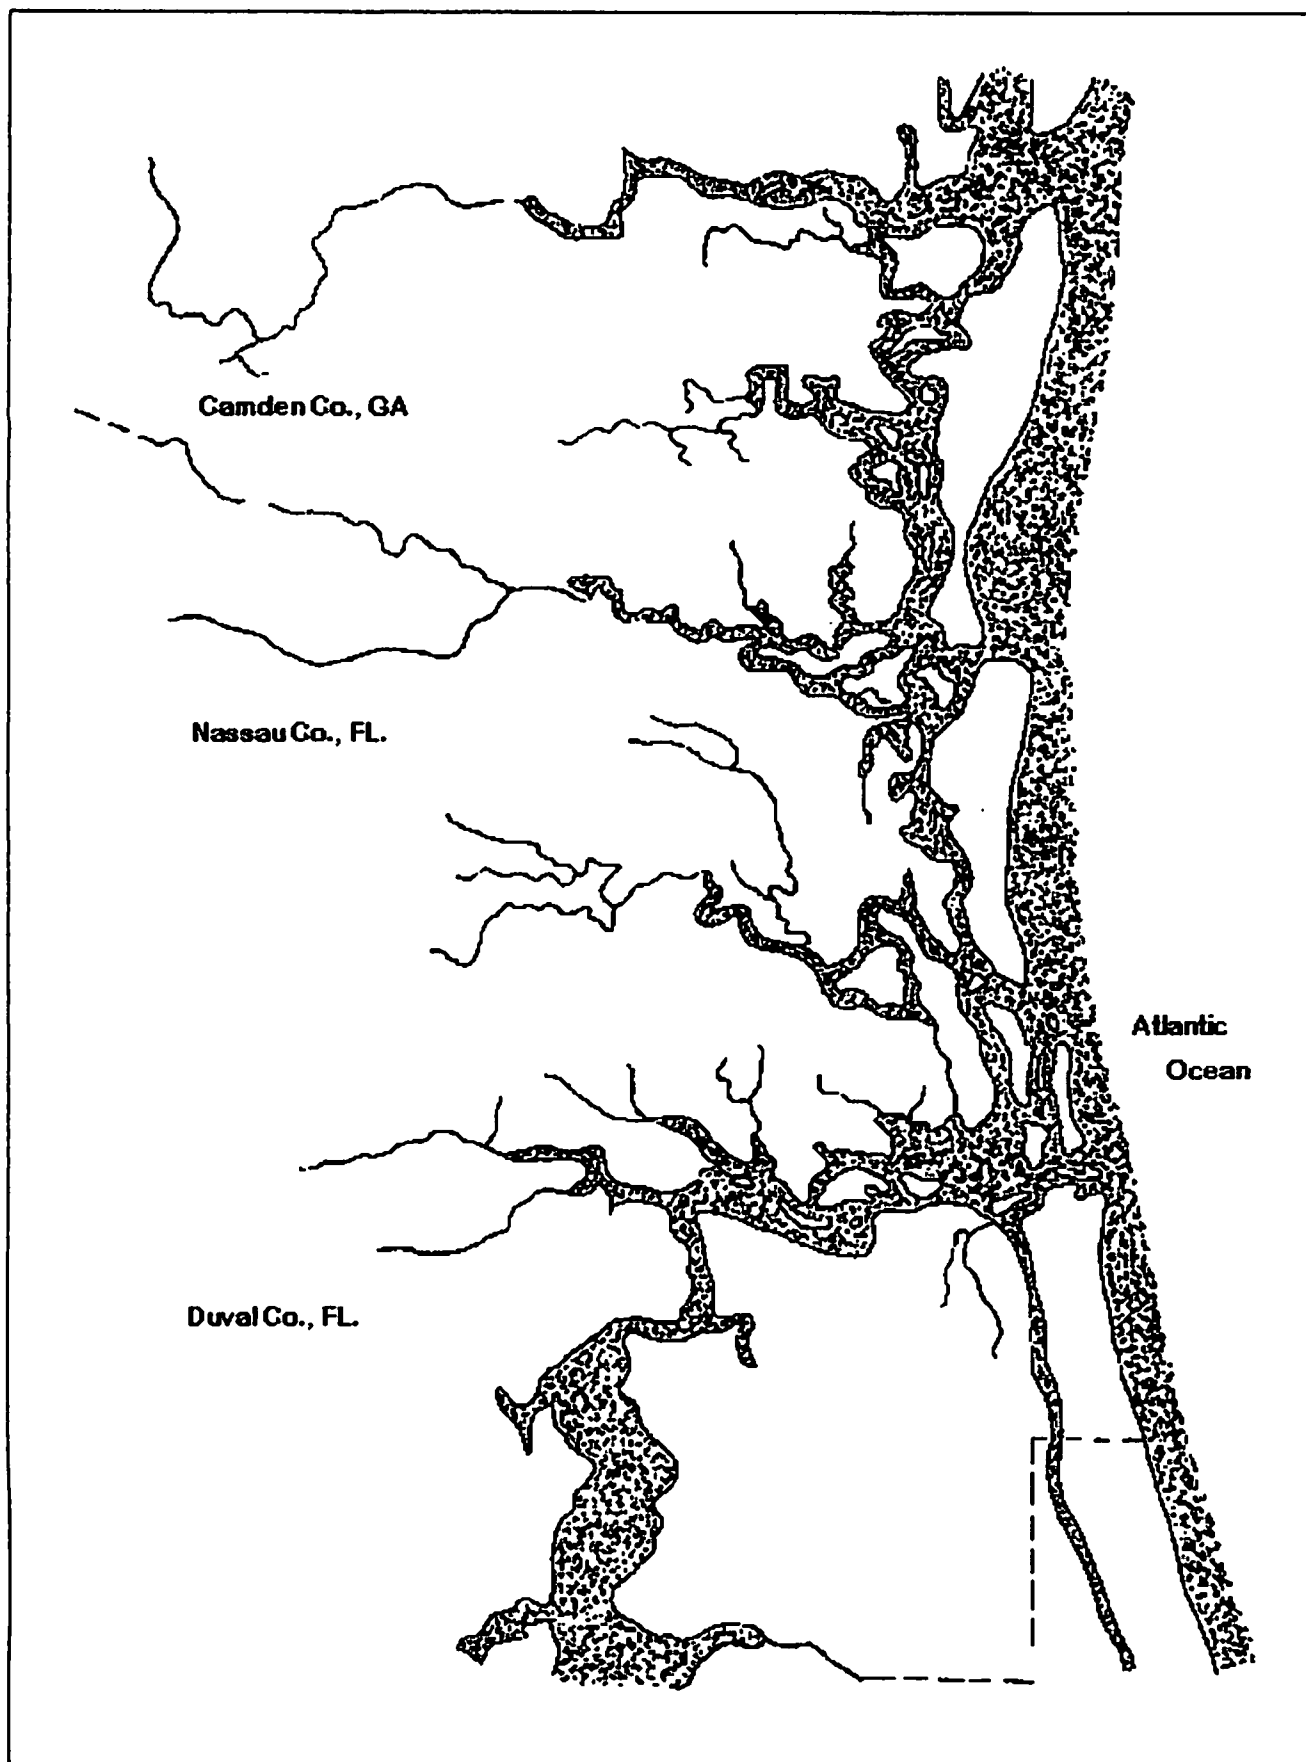 Camden Co., GA
Nassau Co., FL.
Atlantic
Ocean
Duval Co., FL.